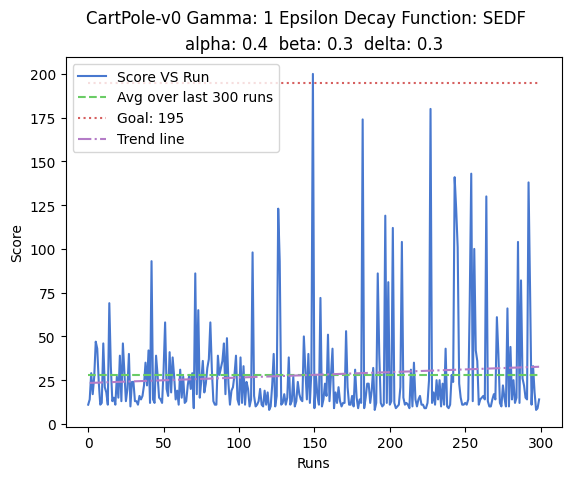 CartPole-v0 Gamma: 1 Epsilon Decay Function: SEDF
alpha: 0.4 beta: 0.3 delta: 0.3
Score VS Run
Avg over last 300 runs
Goal: 195
Trend line
200
175
150
125
100
75
50
25
0
Score
0 50 100 150 200 250 300
Runs